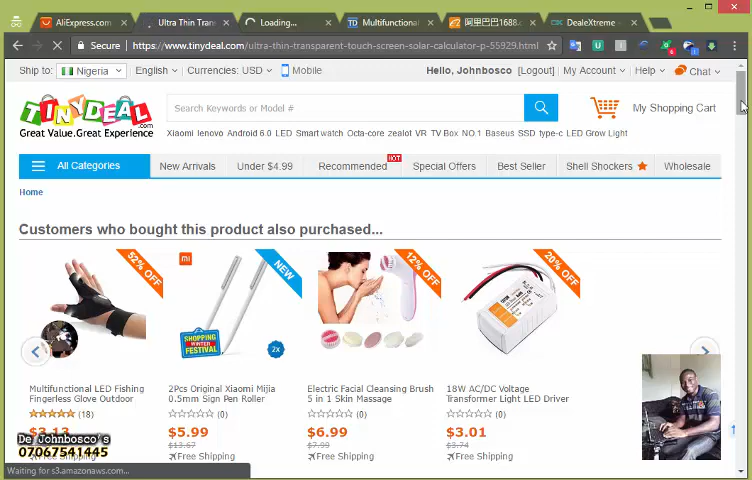 AliExpress.com
Ultra Thin Tran
Loading...
Multifunctional
阿里巴巴1688.c
DealeXtreme -
Secure
https://www.tinydeal.com/ultra-thin-transparent-touch-screen-solar-calculator-p-55929.html
Ship to: Nigeria English Currencies: USD Mobile Hello, Johnbosco [Logout] My Account Help Chat
TINYDEAL.com
Great Value.Great Experience
Search Keywords or Model #
My Shopping Cart
Xiaomi lenovo Android 6.0 LED Smartwatch Octa-core zealot VR TV Box NO.1 Baseus SSD type-c LED Grow Light
All Categories New Arrivals Under $4.99 Recommended HOT Special Offers Best Seller Shell Shockers Wholesale
Home
Customers who bought this product also purchased...
52% OFF
mi
NEW
12% OFF
20% OFF
SHOPPING
WINTER
FESTIVAL
2x
Multifunctional LED Fishing
Fingerless Glove Outdoor
(18)
$3.13
Free Shipping
2Pcs Original Xiaomi Mijia
0.5mm Sign Pen Roller
(0)
$5.99
$13.67
Free Shipping
Electric Facial Cleansing Brush
5 in 1 Skin Massage
(0)
$6.99
$7.99
Free Shipping
18W AC/DC Voltage
Transformer Light LED Driver
(0)
$3.01
$3.74
Free Shipping
De Johnbosco's
07067541445
Waiting for s3.amazonaws.com...